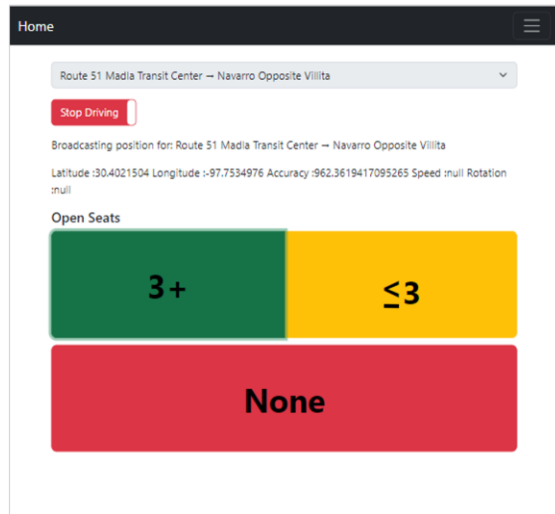 Home
Route 51 Madla Transit Center → Navarro Opposite Villita
Stop Driving
Broadcasting position for: Route 51 Madla Transit Center → Navarro Opposite Villita
Latitude :30.4021504 Longitude :-97.7534976 Accuracy :962.3619417095265 Speed :null Rotation
:null
Open Seats
3+
≤3
None